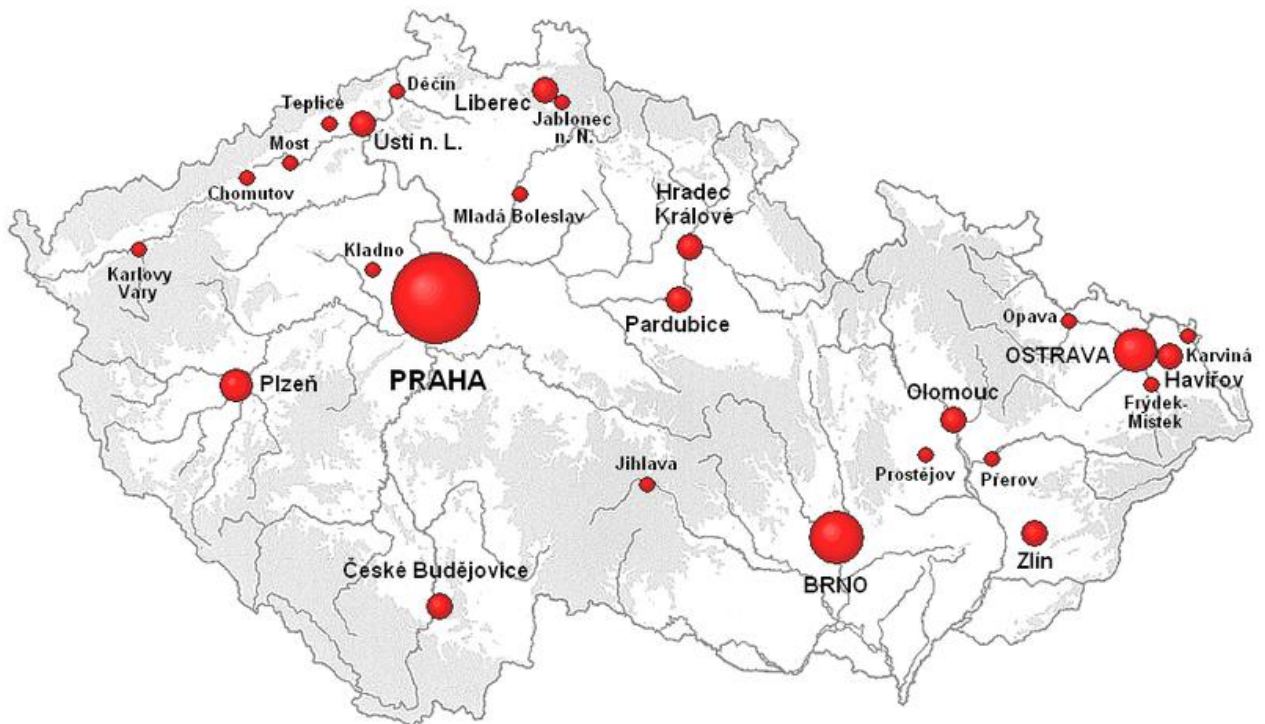 Děčín
Teplice
Liberec
Jablonec
n. N.
Ústí n. L.
Most
Chomutov
Mladá Boleslav
Hradec
Králové
Kladno
Karlovy
Vary
Pardubice
Opava
OSTRAVA
Karviná
Havířov
Frýdek-
Místek
PRAHA
Plzeň
Olomouc
Jihlava
Prostějov
Přerov
Zlín
České Budějovice
BRNO